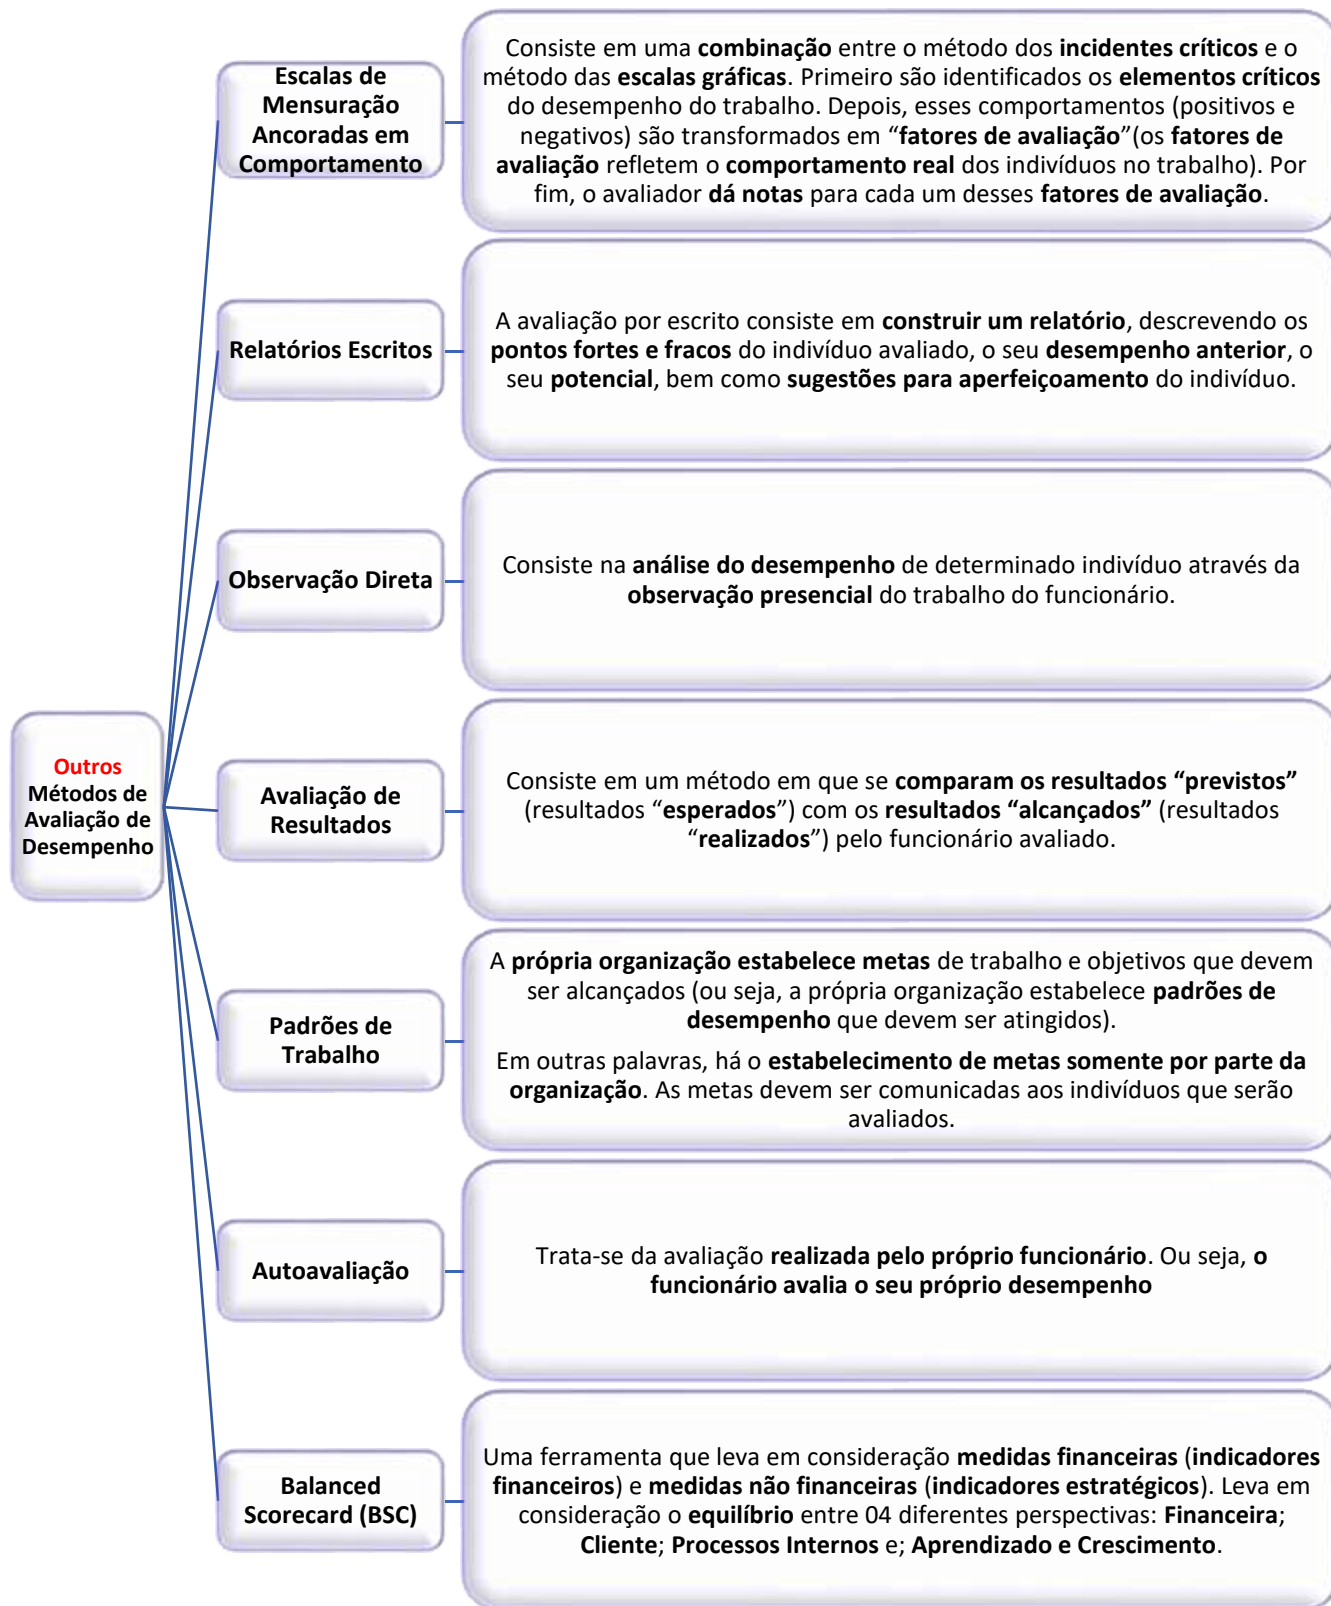 Outros
Métodos de
Avaliação de
Desempenho
Escalas de
Mensuração
Ancoradas em
Comportamento
Consiste em uma combinação entre o método dos incidentes críticos e o
método das escalas gráficas. Primeiro são identificados os elementos críticos
do desempenho do trabalho. Depois, esses comportamentos (positivos e
negativos) são transformados em “fatores de avaliação”(os fatores de
avaliação refletem o comportamento real dos indivíduos no trabalho). Por
fim, o avaliador dá notas para cada um desses fatores de avaliação.
Relatórios Escritos
A avaliação por escrito consiste em construir um relatório, descrevendo os
pontos fortes e fracos do indivíduo avaliado, o seu desempenho anterior, o
seu potencial, bem como sugestões para aperfeiçoamento do indivíduo.
Observação Direta
Consiste na análise do desempenho de determinado indivíduo através da
observação presencial do trabalho do funcionário.
Avaliação de
Resultados
Consiste em um método em que se comparam os resultados “previstos”
(resultados “esperados”) com os resultados “alcançados” (resultados
“realizados”) pelo funcionário avaliado.
Padrões de
Trabalho
A própria organização estabelece metas de trabalho e objetivos que devem
ser alcançados (ou seja, a própria organização estabelece padrões de
desempenho que devem ser atingidos).
Em outras palavras, há o estabelecimento de metas somente por parte da
organização. As metas devem ser comunicadas aos indivíduos que serão
avaliados.
Autoavaliação
Trata-se da avaliação realizada pelo próprio funcionário. Ou seja, o
funcionário avalia o seu próprio desempenho
Balanced
Scorecard (BSC)
Uma ferramenta que leva em consideração medidas financeiras (indicadores
financeiros) e medidas não financeiras (indicadores estratégicos). Leva em
consideração o equilíbrio entre 04 diferentes perspectivas: Financeira;
Cliente; Processos Internos e; Aprendizado e Crescimento.